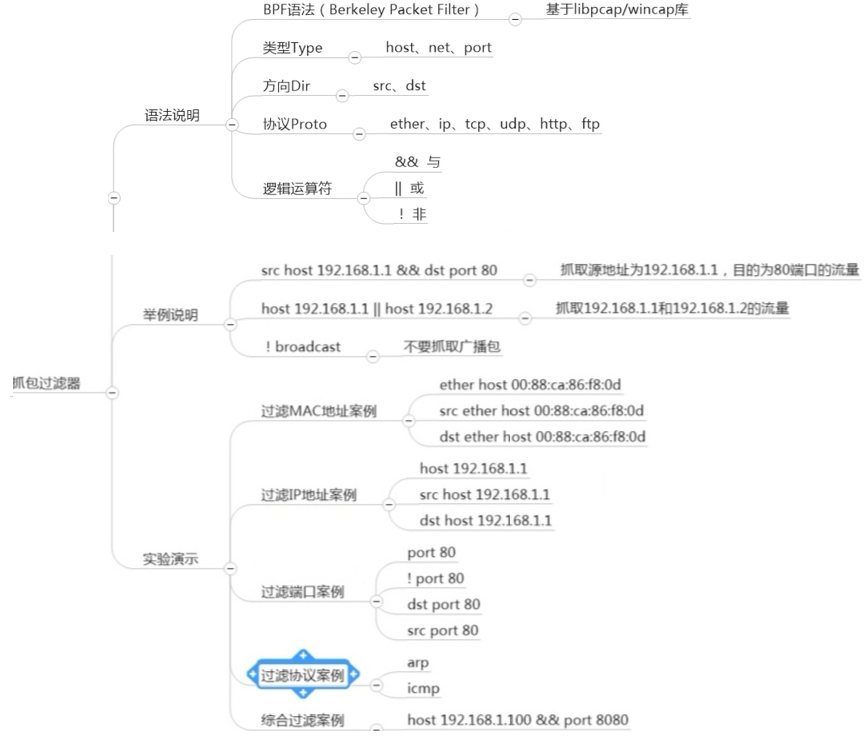 BPF语法（Berkeley Packet Filter）
基于libpcap/wincap库
类型Type
host、net、port
方向Dir
src、dst
语法说明
协议Proto
ether、ip、tcp、udp、http、ftp
&& 与
逻辑运算符
|| 或
！非
src host 192.168.1.1 && dst port 80
抓取源地址为192.168.1.1，目的为80端口的流量
举例说明
host 192.168.1.1 || host 192.168.1.2
抓取192.168.1.1和192.168.1.2的流量
！broadcast
不要抓取广播包
抓包过滤器
过滤MAC地址案例
ether host 00:88:ca:86:f8:0d
src ether host 00:88:ca:86:f8:0d
dst ether host 00:88:ca:86:f8:0d
过滤IP地址案例
host 192.168.1.1
src host 192.168.1.1
dst host 192.168.1.1
实验演示
过滤端口案例
port 80
! port 80
dst port 80
src port 80
过滤协议案例
arp
icmp
综合过滤案例
host 192.168.1.100 && port 8080